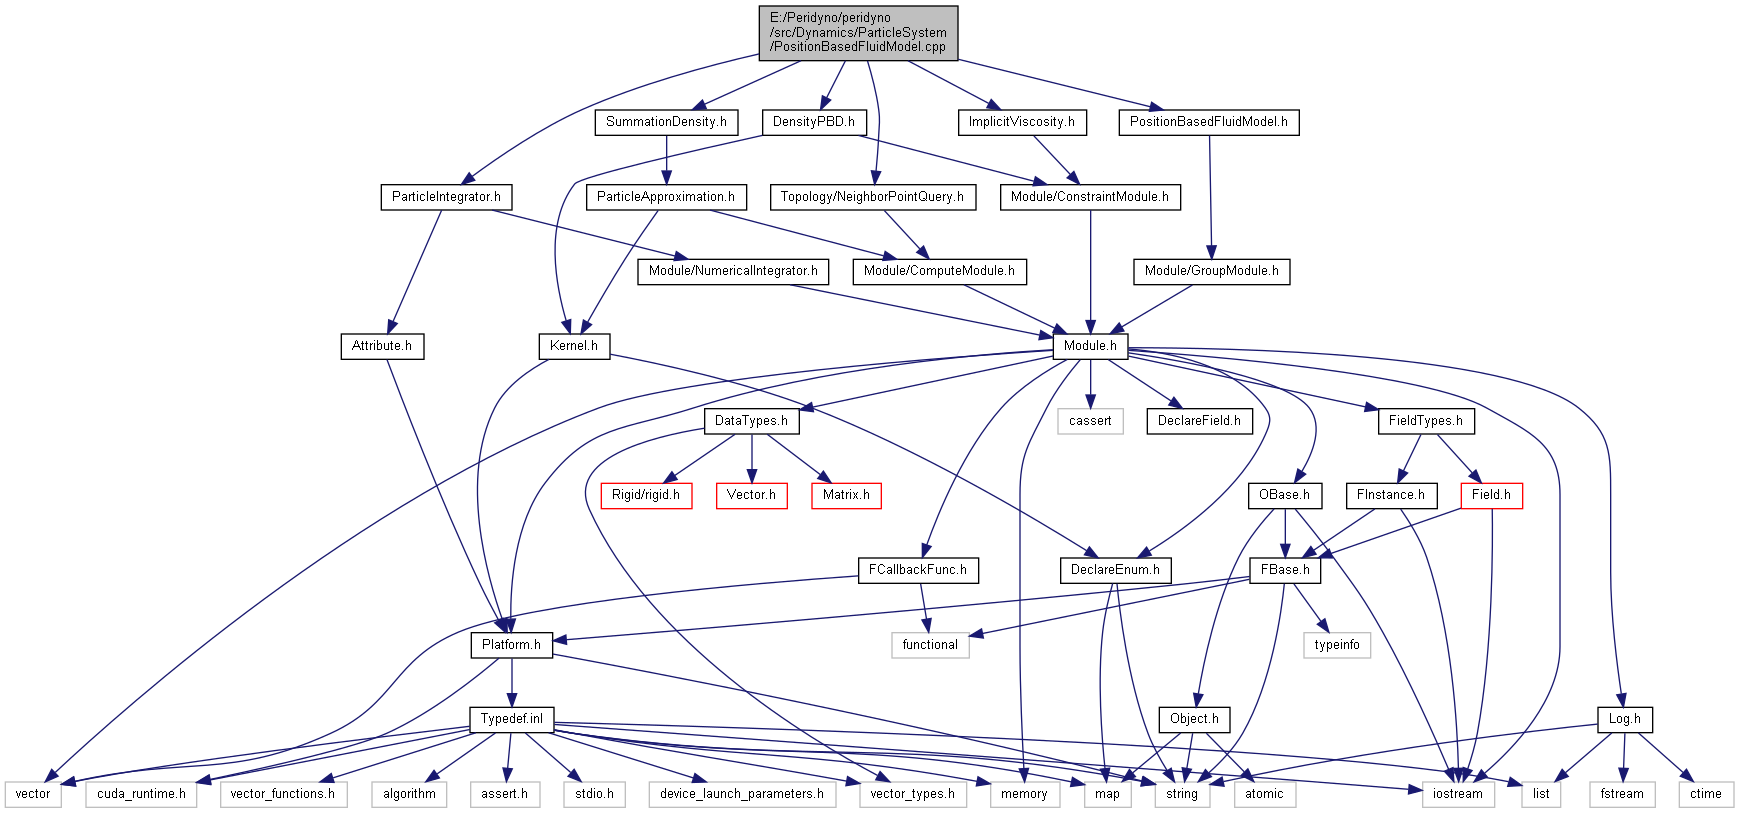 E:/Peridyno/peridyno
/src/Dynamics/ParticleSystem
/PositionBasedFluidModel.cpp
SummationDensity.h
DensityPBD.h
ImplicitViscosity.h
PositionBasedFluidModel.h
ParticleIntegrator.h
ParticleApproximation.h
Topology/NeighborPointQuery.h
Module/ConstraintModule.h
Module/NumericalIntegrator.h
Module/ComputeModule.h
Module/GroupModule.h
Attribute.h
Kernel.h
Module.h
DataTypes.h
cassert
DeclareField.h
FieldTypes.h
Rigid/rigid.h
Vector.h
Matrix.h
OBase.h
FInstance.h
Field.h
FCallbackFunc.h
DeclareEnum.h
FBase.h
Platform.h
functional
typeinfo
Typedef.inl
Object.h
Log.h
vector
cuda_runtime.h
vector_functions.h
algorithm
assert.h
stdio.h
device_launch_parameters.h
vector_types.h
memory
map
string
atomic
iostream
list
fstream
ctime